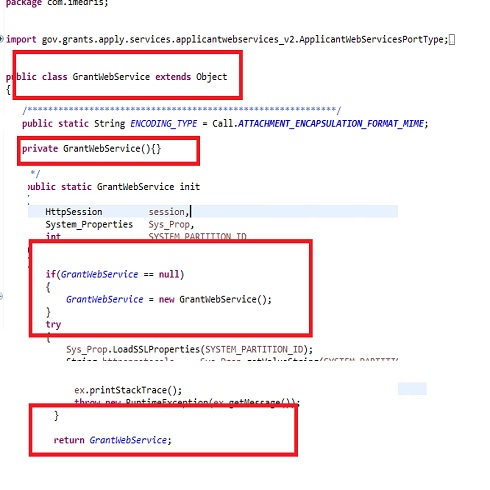 package com.imedris;
import gov.grants.apply.services.applicantwebservices_v2.ApplicantWebServicesPortType;
public class GrantWebService extends Object
{
/************************************************************/
public static String ENCODING_TYPE = Call.ATTACHMENT_ENCAPSULATION_FORMAT_MIME;
private GrantWebService(){}
*/
public static GrantWebService init
HttpSession session,
System_Properties Sys_Prop,
int SYSTEM_PARTITION_ID
if(GrantWebService == null)
{
GrantWebService = new GrantWebService();
}
try
{
Sys_Prop.LoadSSLProperties(SYSTEM_PARTITION_ID);
ex.printStackTrace();
throw new RuntimeException(ex.getMessage());
}
return GrantWebService;